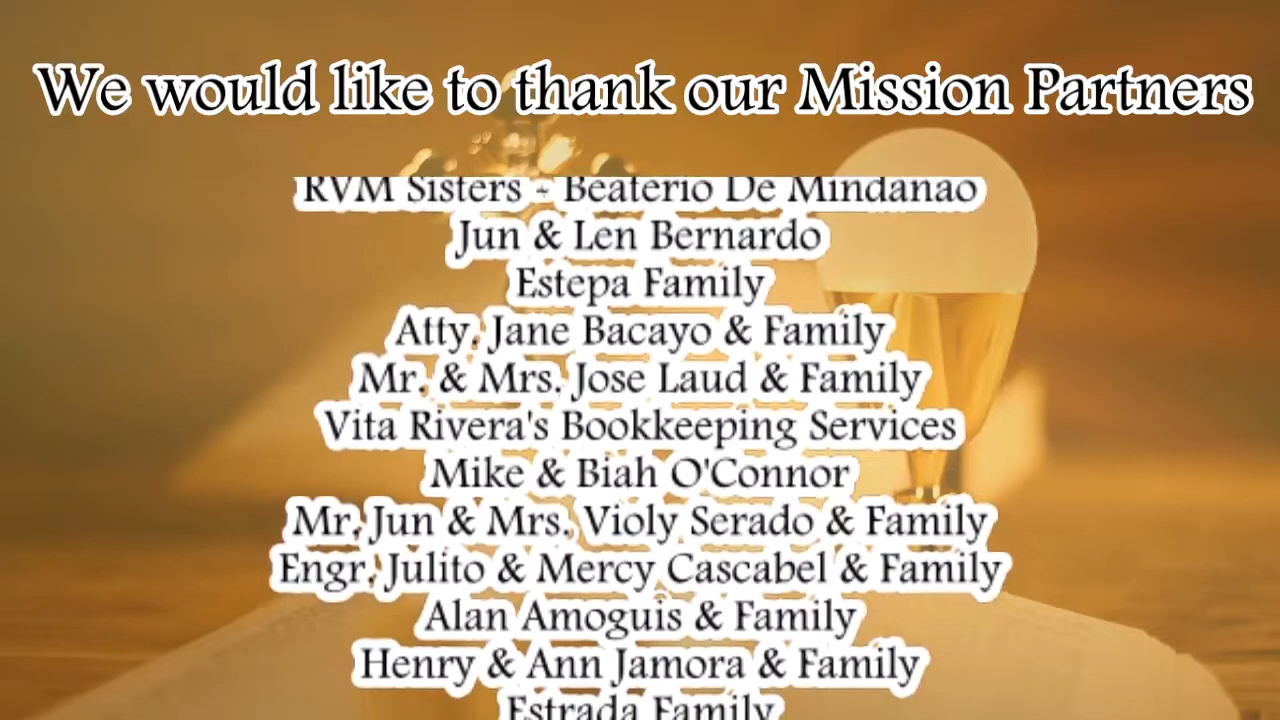 We would like to thank our Mission Partners
RVM Sisters - Beaterio De Mindanao
Jun & Len Bernardo
Estepa Family
Atty. Jane Bacayo & Family
Mr. & Mrs. Jose Laud & Family
Vita Rivera's Bookkeeping Services
Mike & Biah O'Connor
Mr. Jun & Mrs. Violy Serado & Family
Engr. Julito & Mercy Cascabel & Family
Alan Amoguis & Family
Henry & Ann Jamora & Family
Estrada Family